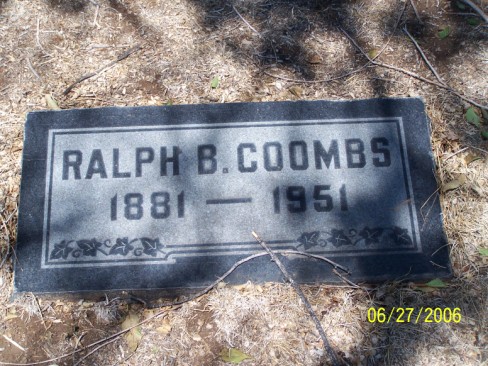 RALPH B. COOMBS
1881 — 1951
06/27/2006